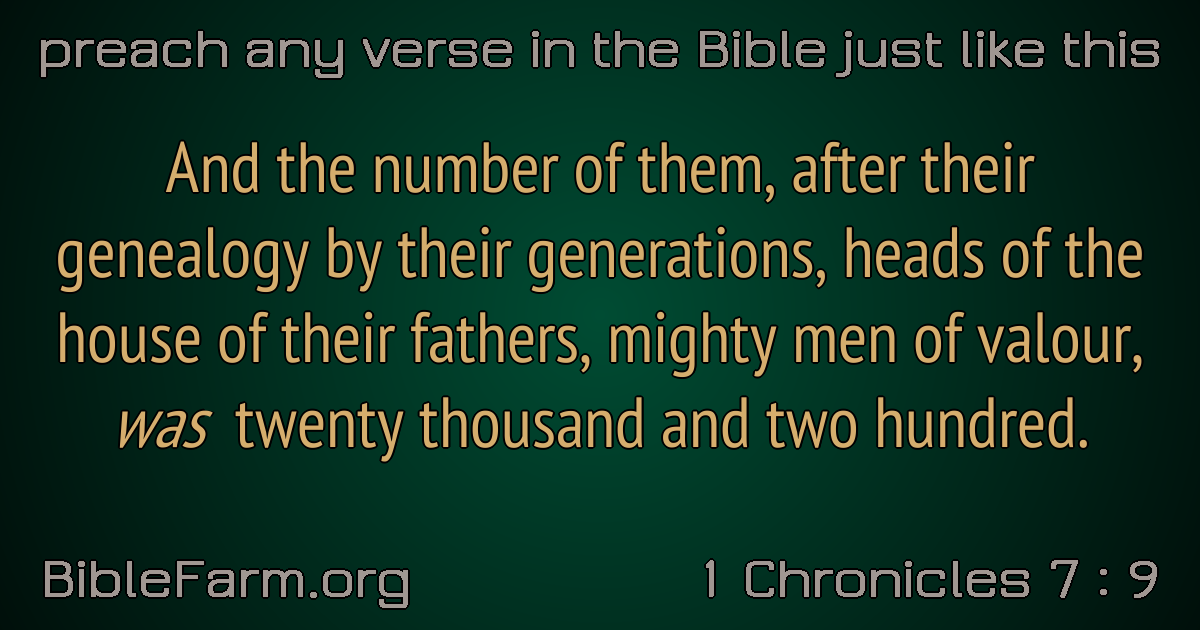 preach any verse in the Bible just like this
And the number of them, after their
genealogy by their generations, heads of the
house of their fathers, mighty men of valour,
was twenty thousand and two hundred.
BibleFarm.org
1 Chronicles 7 : 9